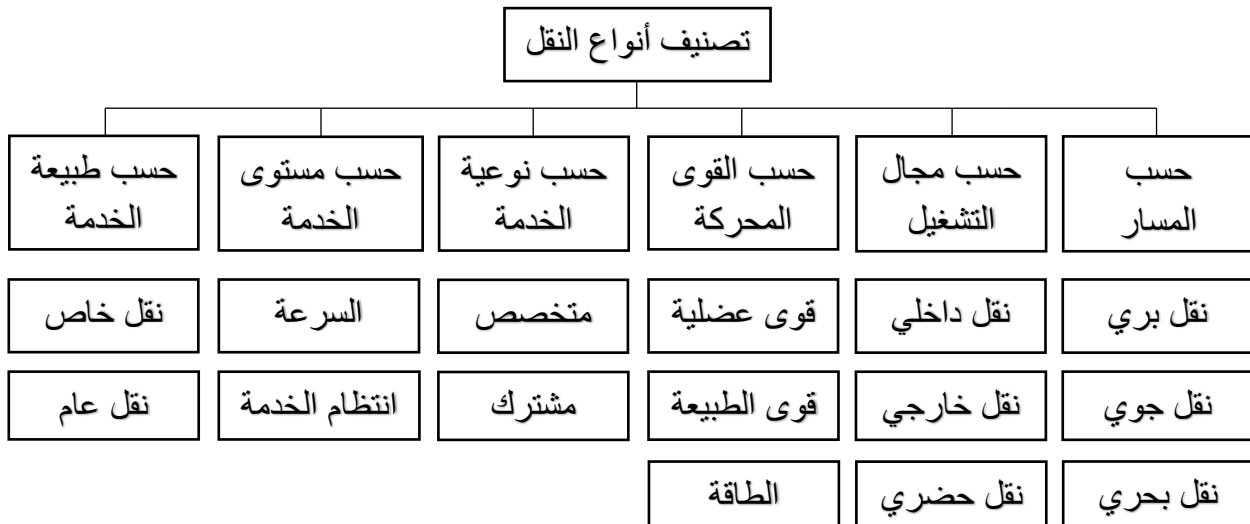 تصنيف أنواع النقل
حسب
المسار
حسب مجال
التشغيل
حسب القوى
المحركة
حسب نوعية
الخدمة
حسب مستوى
الخدمة
حسب طبيعة
الخدمة
نقل بري
نقل داخلي
قوى عضلية
متخصص
السرعة
نقل خاص
نقل جوي
نقل خارجي
قوى الطبيعة
مشترك
انتظام الخدمة
نقل عام
نقل بحري
نقل حضري
الطاقة